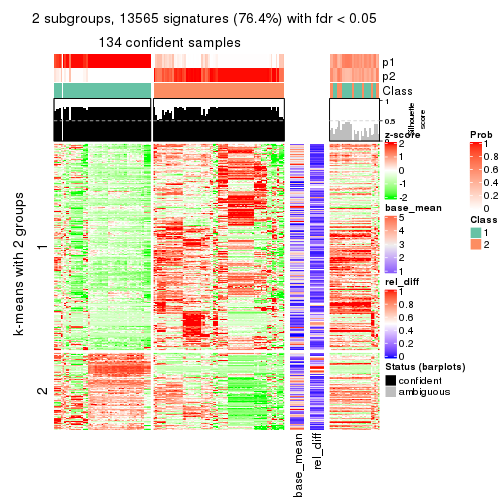 2 subgroups, 13565 signatures (76.4%) with fdr < 0.05
134 confident samples
p1
p2
Class
1
0.5
0
Silhouette
score
k-means with 2 groups
1
2
base_mean
rel_diff
z-score
2
1
0
-1
-2
base_mean
5
4
3
2
1
rel_diff
1
0.8
0.6
0.4
0.2
0
Status (barplots)
confident
ambiguous
Prob
1
0.8
0.6
0.4
0.2
0
Class
1
2